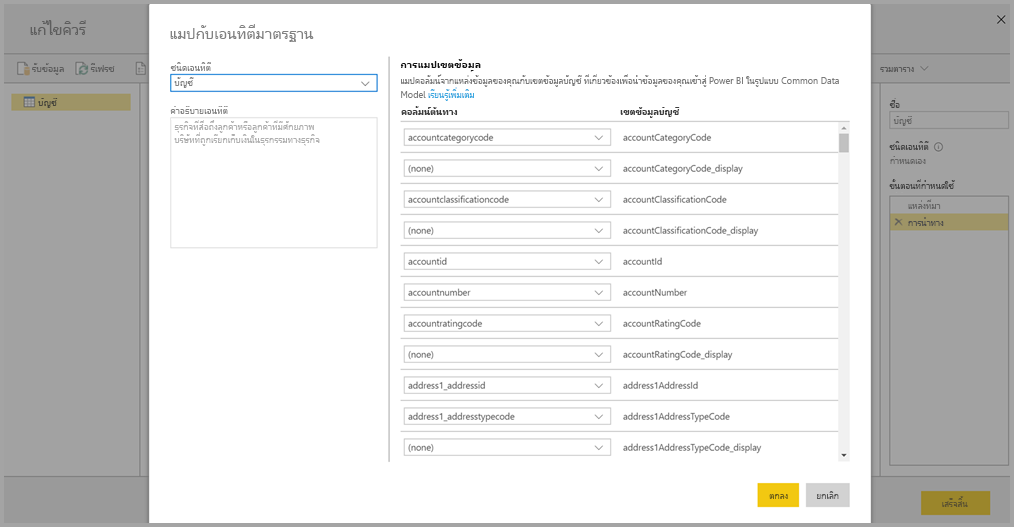 แก้ไขคิวรี
รับข้อมูล
รีเฟรช
รวมตาราง
บัญชี
แมปกับเอนทิตีมาตรฐาน
ชนิดเอนทิตี
บัญชี
คำอธิบายเอนทิตี
ธุรกิจที่สื่อถึงลูกค้าหรือลูกค้าที่มีศักยภาพ
บริษัทที่ถูกเรียกเก็บเงินในธุรกรรมทางธุรกิจ
การแมปเขตข้อมูล
แมปคอลัมน์จากแหล่งข้อมูลของคุณกับเขตข้อมูลบัญชี ที่เกี่ยวข้องเพื่อนำข้อมูลของคุณเข้าสู่ Power BI ในรูปแบบ Common Data
Model เรียนรู้เพิ่มเติม
คอลัมน์ต้นทาง เขตข้อมูลบัญชี
accountcategorycode accountCategoryCode
(none) accountCategoryCode_display
accountclassificationcode accountClassificationCode
(none) accountClassificationCode_display
accountid accountId
accountnumber accountNumber
accountratingcode accountRatingCode
(none) accountRatingCode_display
address1_addressid address1AddressId
address1_addresstypecode address1AddressTypeCode
(none) address1AddressTypeCode_display
ตกลง ยกเลิก
ชื่อ
บัญชี
ชนิดเอนทิตี
กำหนดเอง
ขั้นตอนที่กำหนดใช้
แหล่งที่มา
การนำทาง
เสร็จสิ้น